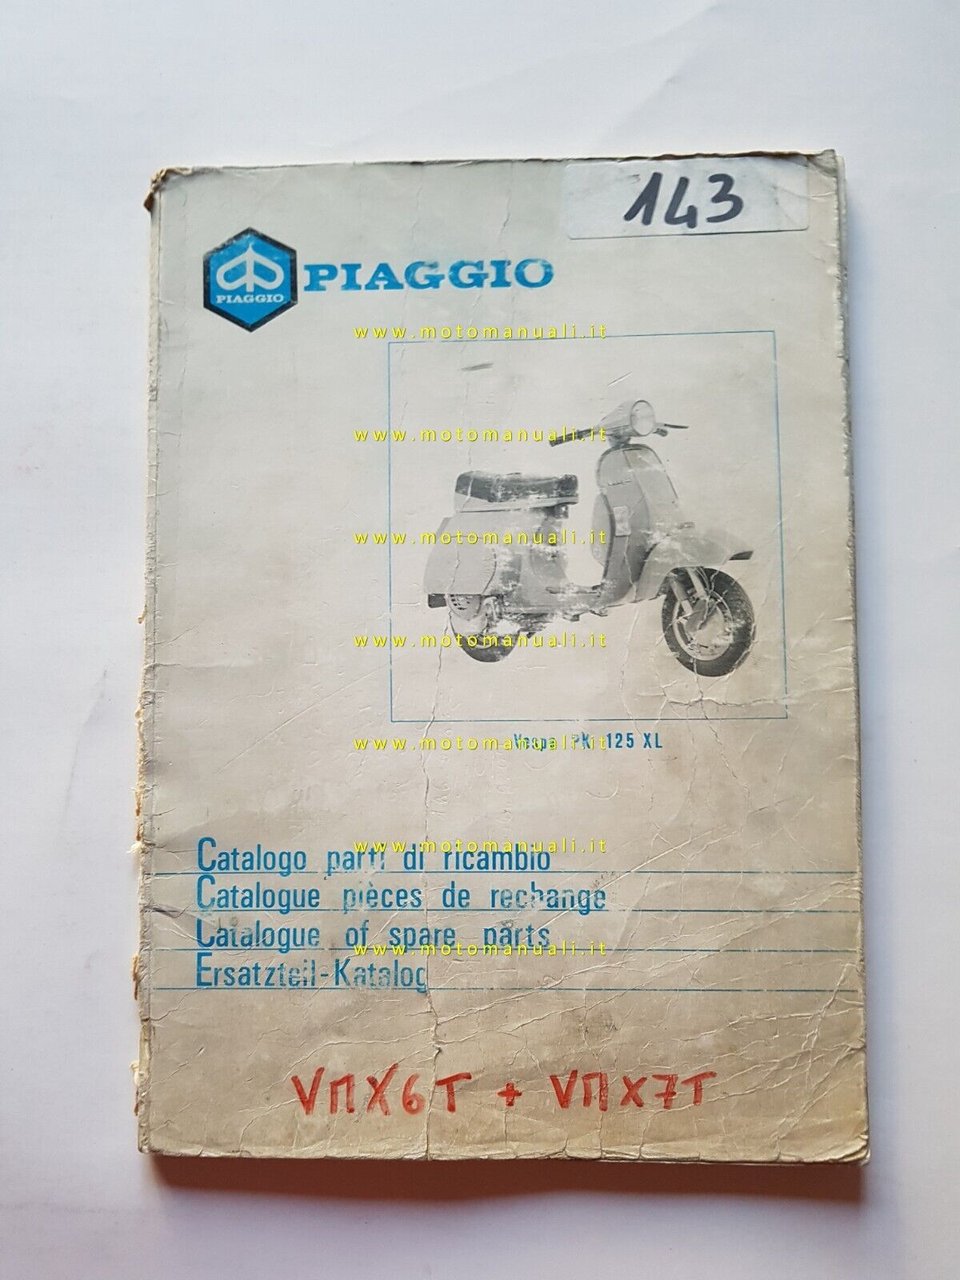 143
PIAGGIO
PIAGGIO
www.motomanuali.it
www.motomanuali.it
www.motomanuali.it
www.motomanuali.it
Vespa PK 125 XL
www.motomanuali.it
www.motomanuali.it
Catalogo parti di ricambio
Catalogue pièces de rechange
Catalogue of spare parts
www.motomanuali.it
Ersatzteil-Katalog
VMX6T + VMX7T